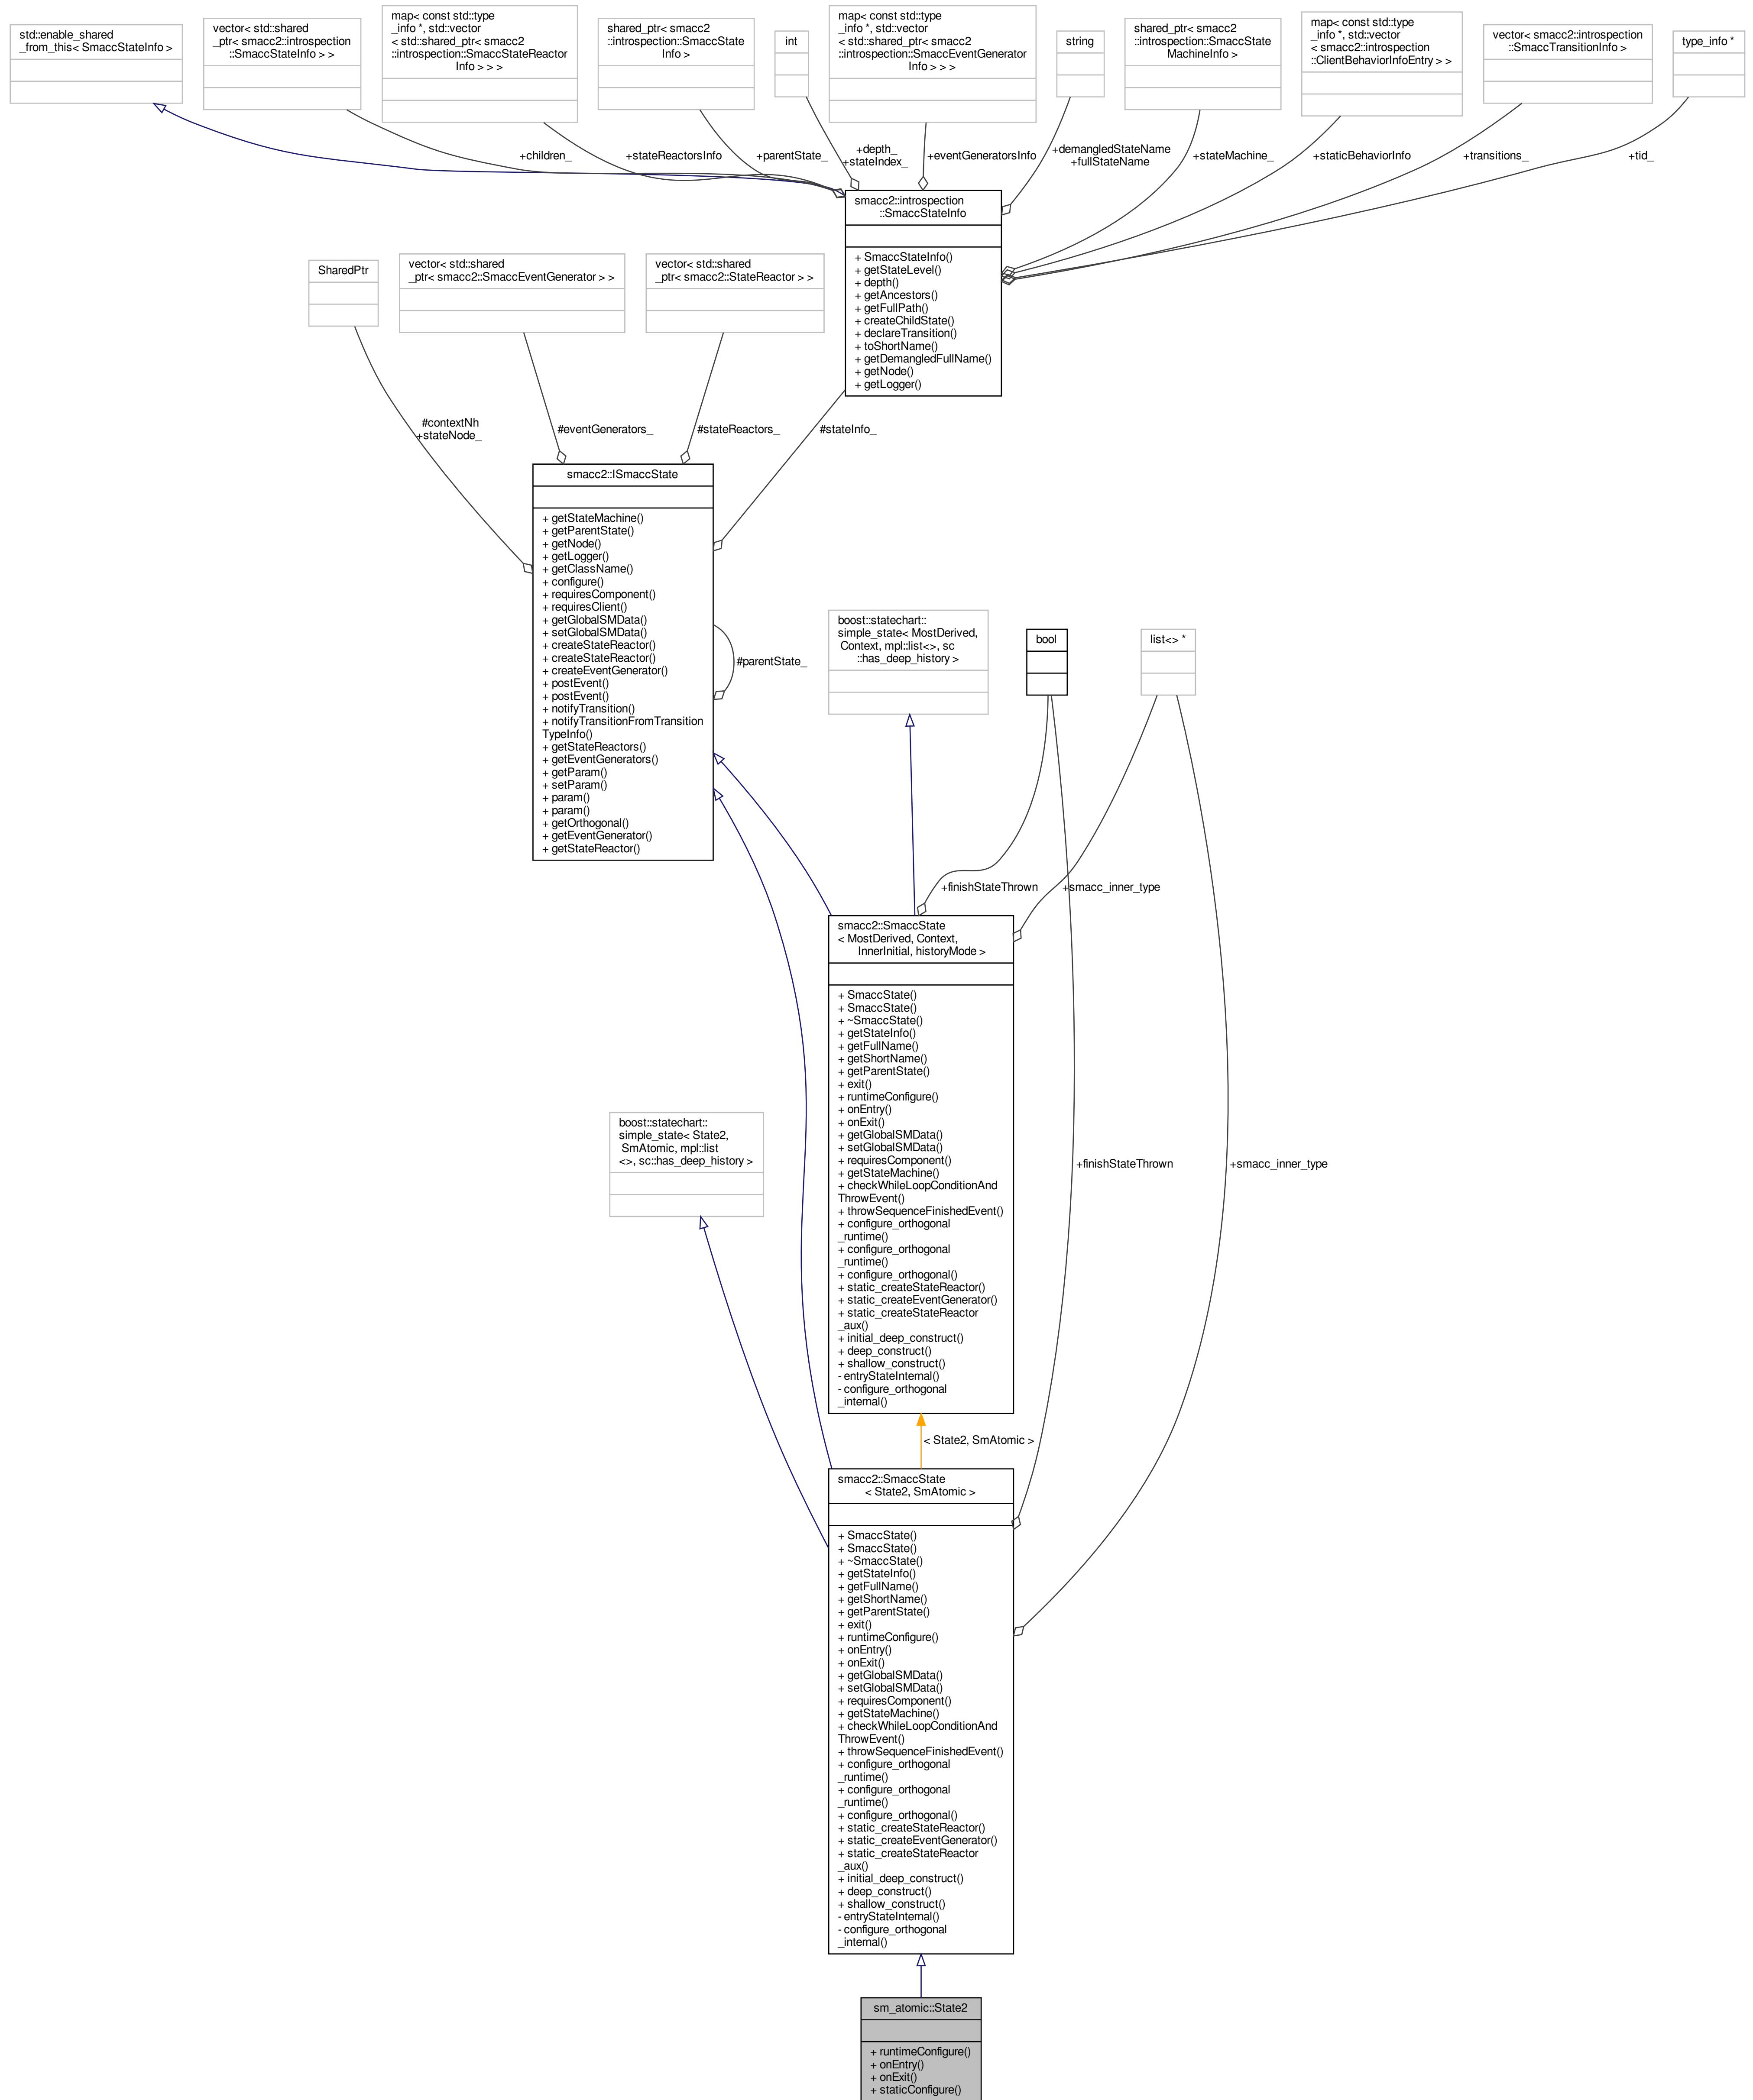 std::enable_shared
_from_this< SmaccStateInfo >
vector< std::shared
_ptr< smacc2::introspection
::SmaccStateInfo > >
map< const std::type
_info *, std::vector
< std::shared_ptr< smacc2
::introspection::SmaccStateReactor
Info > > >
shared_ptr< smacc2
::introspection::SmaccState
Info >
int
map< const std::type
_info *, std::vector
< std::shared_ptr< smacc2
::introspection::SmaccEventGenerator
Info > > >
string
shared_ptr< smacc2
::introspection::SmaccState
MachineInfo >
map< const std::type
_info *, std::vector
< smacc2::introspection
::ClientBehaviorInfoEntry > >
vector< smacc2::introspection
::SmaccTransitionInfo >
type_info *
+children_
+stateReactorsInfo
+parentState_
+depth_
+stateIndex_
+eventGeneratorsInfo
+demangledStateName
+fullStateName
+stateMachine_
+staticBehaviorInfo
+transitions_
+tid_
smacc2::introspection
::SmaccStateInfo
+ SmaccStateInfo()
+ getStateLevel()
+ depth()
+ getAncestors()
+ getFullPath()
+ createChildState()
+ declareTransition()
+ toShortName()
+ getDemangledFullName()
+ getNode()
+ getLogger()
SharedPtr
vector< std::shared
_ptr< smacc2::SmaccEventGenerator > >
vector< std::shared
_ptr< smacc2::StateReactor > >
#contextNh
+stateNode_
#eventGenerators_
#stateReactors_
#stateInfo_
smacc2::ISmaccState
+ getStateMachine()
+ getParentState()
+ getNode()
+ getLogger()
+ getClassName()
+ configure()
+ requiresComponent()
+ requiresClient()
+ getGlobalSMData()
+ setGlobalSMData()
+ createStateReactor()
+ createStateReactor()
+ createEventGenerator()
+ postEvent()
+ postEvent()
+ notifyTransition()
+ notifyTransitionFromTransition
TypeInfo()
+ getStateReactors()
+ getEventGenerators()
+ getParam()
+ setParam()
+ param()
+ param()
+ getOrthogonal()
+ getEventGenerator()
+ getStateReactor()
#parentState_
boost::statechart::
simple_state< MostDerived,
Context, mpl::list<>, sc
::has_deep_history >
bool
list<> *
+finishStateThrown
+smacc_inner_type
smacc2::SmaccState
< MostDerived, Context,
InnerInitial, historyMode >
+ SmaccState()
+ SmaccState()
+ ~SmaccState()
+ getStateInfo()
+ getFullName()
+ getShortName()
+ getParentState()
+ exit()
+ runtimeConfigure()
+ onEntry()
+ onExit()
+ getGlobalSMData()
+ setGlobalSMData()
+ requiresComponent()
+ getStateMachine()
+ checkWhileLoopConditionAnd
ThrowEvent()
+ throwSequenceFinishedEvent()
+ configure_orthogonal
_runtime()
+ configure_orthogonal
_runtime()
+ configure_orthogonal()
+ static_createStateReactor()
+ static_createEventGenerator()
+ static_createStateReactor
_aux()
+ initial_deep_construct()
+ deep_construct()
+ shallow_construct()
- entryStateInternal()
- configure_orthogonal
_internal()
boost::statechart::
simple_state< State2,
SmAtomic, mpl::list
<>, sc::has_deep_history >
+finishStateThrown
+smacc_inner_type
< State2, SmAtomic >
smacc2::SmaccState
< State2, SmAtomic >
+ SmaccState()
+ SmaccState()
+ ~SmaccState()
+ getStateInfo()
+ getFullName()
+ getShortName()
+ getParentState()
+ exit()
+ runtimeConfigure()
+ onEntry()
+ onExit()
+ getGlobalSMData()
+ setGlobalSMData()
+ requiresComponent()
+ getStateMachine()
+ checkWhileLoopConditionAnd
ThrowEvent()
+ throwSequenceFinishedEvent()
+ configure_orthogonal
_runtime()
+ configure_orthogonal
_runtime()
+ configure_orthogonal()
+ static_createStateReactor()
+ static_createEventGenerator()
+ static_createStateReactor
_aux()
+ initial_deep_construct()
+ deep_construct()
+ shallow_construct()
- entryStateInternal()
- configure_orthogonal
_internal()
sm_atomic::State2
+ runtimeConfigure()
+ onEntry()
+ onExit()
+ staticConfigure()